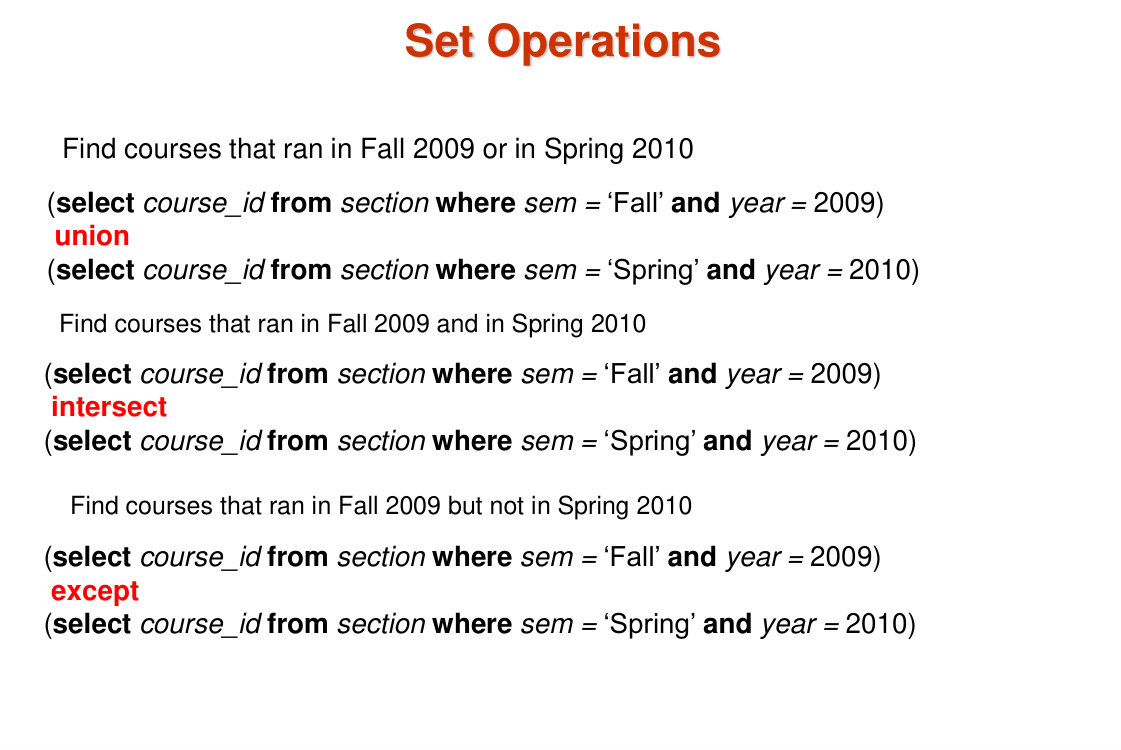 Set Operations
Find courses that ran in Fall 2009 or in Spring 2010
(select course_id from section where sem = ‘Fall’ and year = 2009)
union
(select course_id from section where sem = ‘Spring’ and year = 2010)
Find courses that ran in Fall 2009 and in Spring 2010
(select course_id from section where sem = ‘Fall’ and year = 2009)
intersect
(select course_id from section where sem = ‘Spring’ and year = 2010)
Find courses that ran in Fall 2009 but not in Spring 2010
(select course_id from section where sem = ‘Fall’ and year = 2009)
except
(select course_id from section where sem = ‘Spring’ and year = 2010)